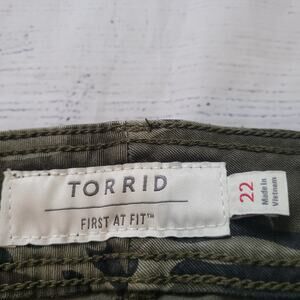 TORRID
FIRST AT FIT™
22
Made in
Vietnam